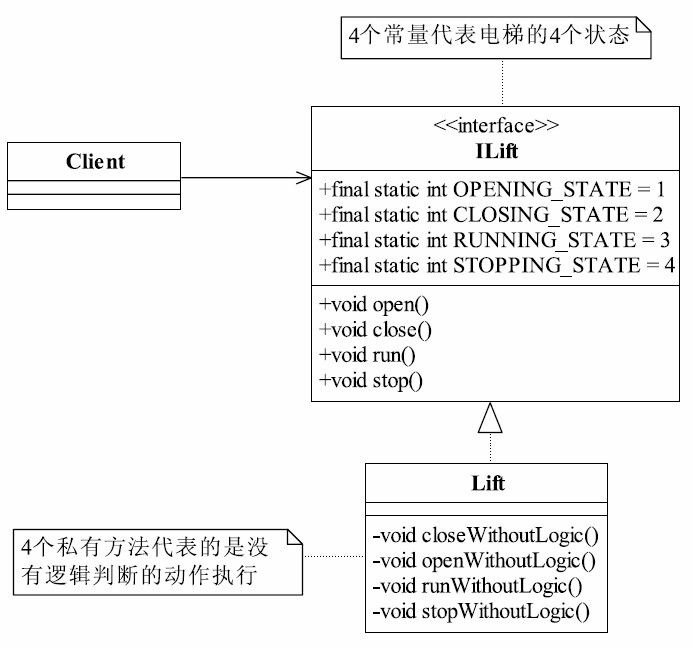 4个常量代表电梯的4个状态
<<interface>>
ILift
Client
+final static int OPENING_STATE = 1
+final static int CLOSING_STATE = 2
+final static int RUNNING_STATE = 3
+final static int STOPPING_STATE = 4
+void open()
+void close()
+void run()
+void stop()
Lift
-void closeWithoutLogic()
-void openWithoutLogic()
-void runWithoutLogic()
-void stopWithoutLogic()
4个私有方法代表的是没
有逻辑判断的动作执行